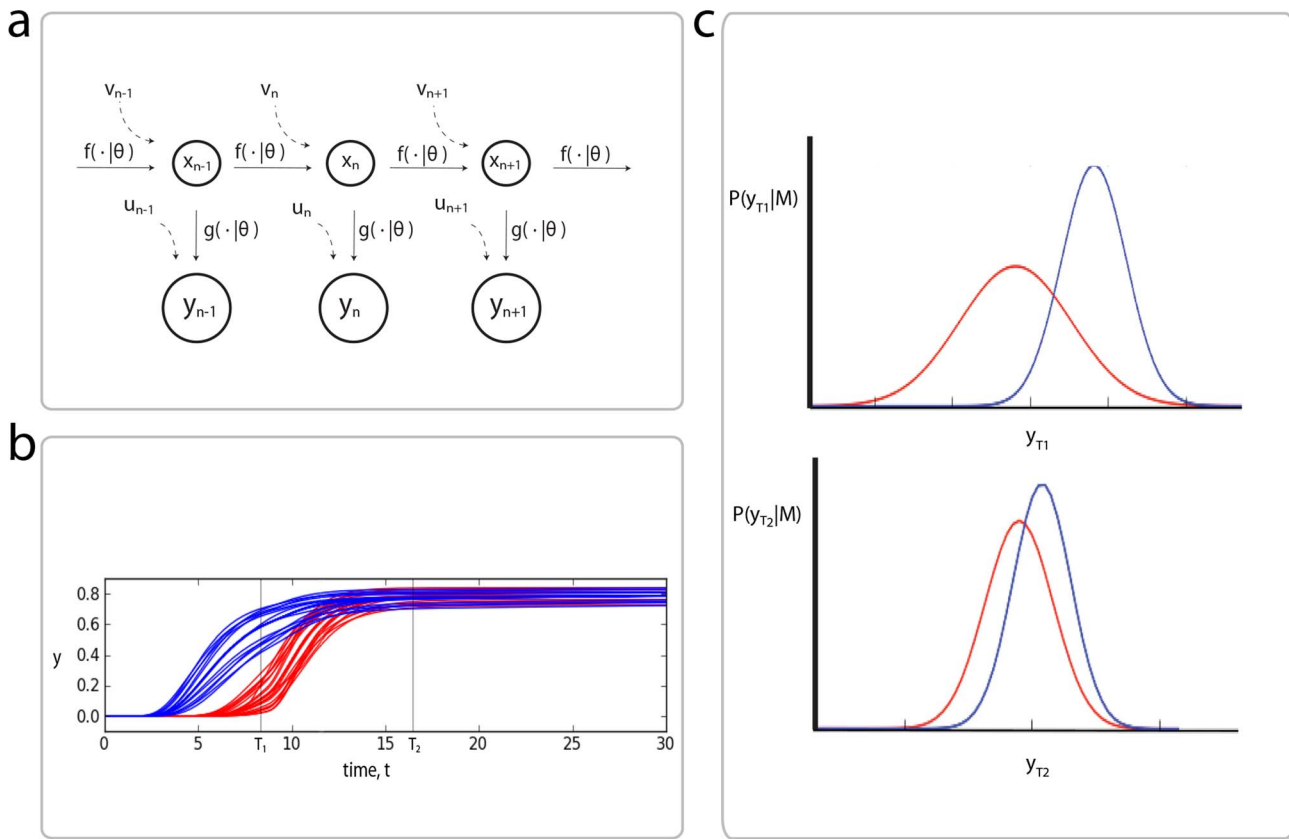 a
v_{n-1} v_n v_{n+1}
f(·|θ) x_{n-1} f(·|θ) x_n f(·|θ) x_{n+1} f(·|θ)
u_{n-1} g(·|θ) u_n g(·|θ) u_{n+1} g(·|θ)
y_{n-1} y_n y_{n+1}
b
y
0.8
0.6
0.4
0.2
0.0
0 5 T_1 10 15 T_2 20 25 30
time, t
c
P(y_{T1}|M)
y_{T1}
P(y_{T2}|M)
y_{T2}